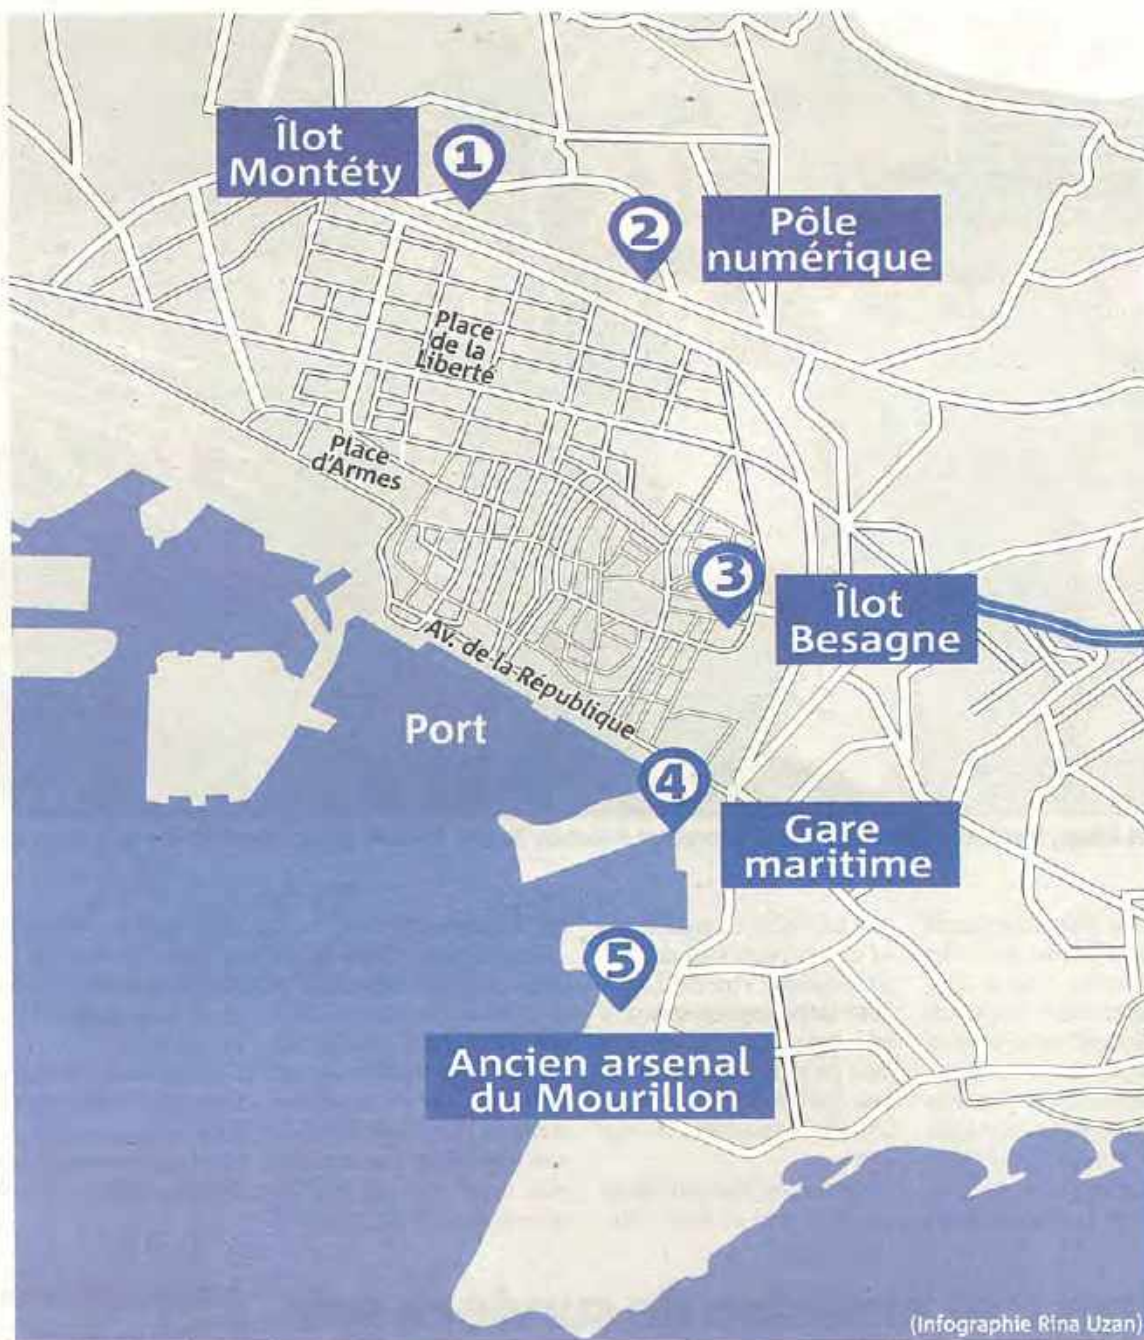 Îlot
Montéty
1
2
Pôle
numérique
Place
de la
Liberté
Place
d'Armes
3
Îlot
Besagne
Av.-de-la-République
Port
4
Gare
maritime
5
Ancien arsenal
du Mourillon
(Infographie Rina Uzan)